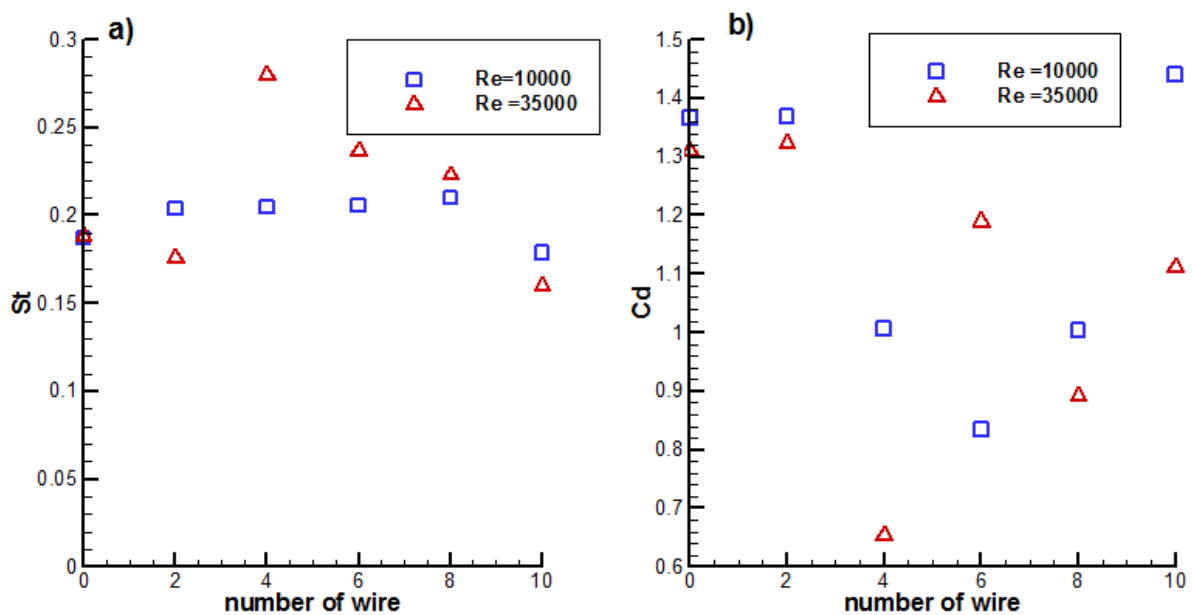 a)
0.3
0.25
0.2
0.15
0.1
0.05
0
St
Re=10000
Re =35000
0 2 4 6 8 10
number of wire
b)
1.5
1.4
1.3
1.2
1.1
1
0.9
0.8
0.7
0.6
Cd
Re =10000
Re =35000
0 2 4 6 8 10
number of wire